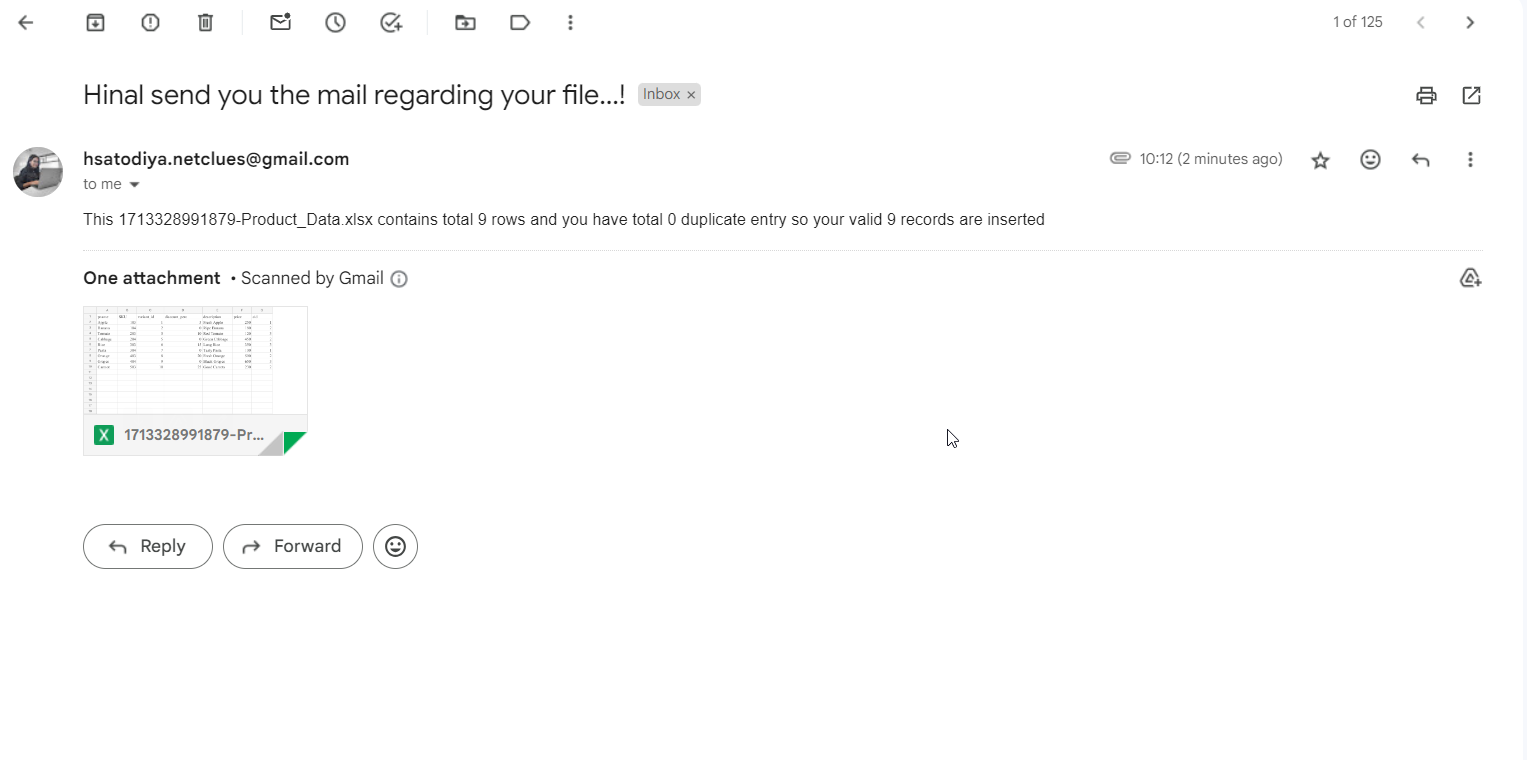 1 of 125
Hinal send you the mail regarding your file...! Inbox ×
hsatodiya.netclues@gmail.com
10:12 (2 minutes ago)
to me
This 1713328991879-Product_Data.xlsx contains total 9 rows and you have total 0 duplicate entry so your valid 9 records are inserted
One attachment • Scanned by Gmail
X 1713328991879-Pr...
Reply Forward